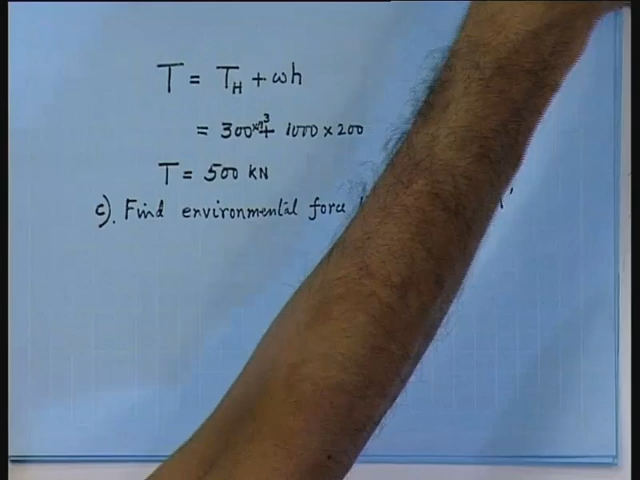 T = T_H + ωh
= 300×10³ + 1000 × 200
T = 500 KN
c). Find environmental force